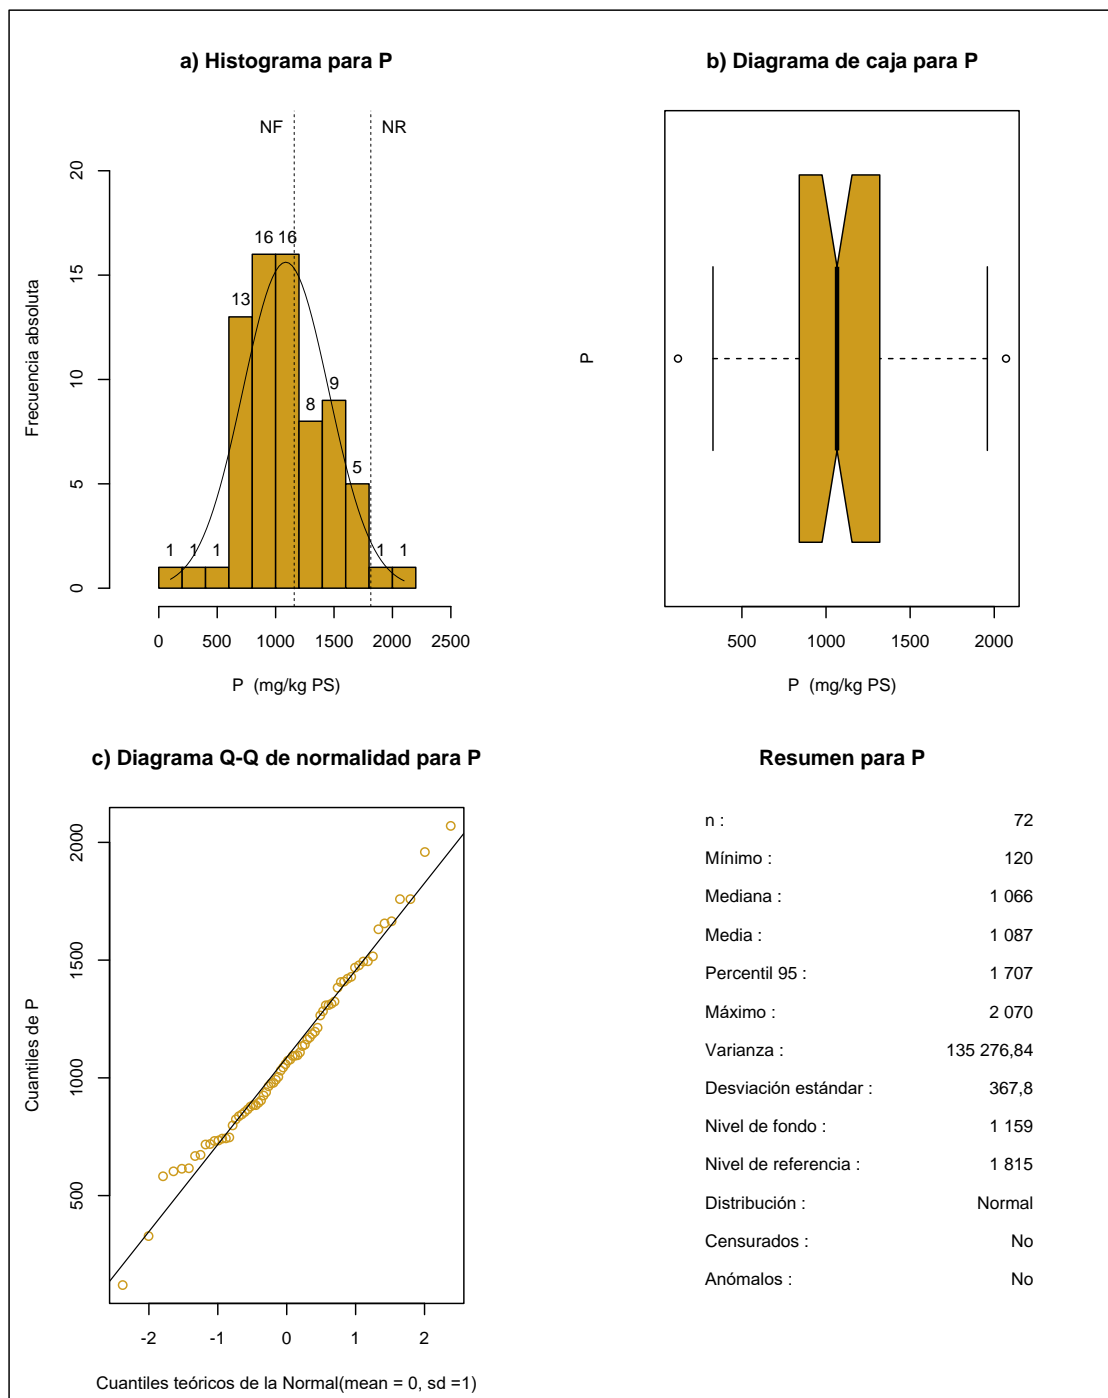 a) Histograma para P
NF
NR
Frecuencia absoluta
20
15
10
5
0
1
1
1
13
16
16
8
9
5
1
1
0
500
1000
1500
2000
2500
P (mg/kg PS)
b) Diagrama de caja para P
P
500
1000
1500
2000
P (mg/kg PS)
c) Diagrama Q-Q de normalidad para P
Cuantiles de P
2000
1500
1000
500
-2
-1
0
1
2
Cuantiles teóricos de la Normal(mean = 0, sd =1)
Resumen para P
n : 72
Mínimo : 120
Mediana : 1 066
Media : 1 087
Percentil 95 : 1 707
Máximo : 2 070
Varianza : 135 276,84
Desviación estándar : 367,8
Nivel de fondo : 1 159
Nivel de referencia : 1 815
Distribución : Normal
Censurados : No
Anómalos : No